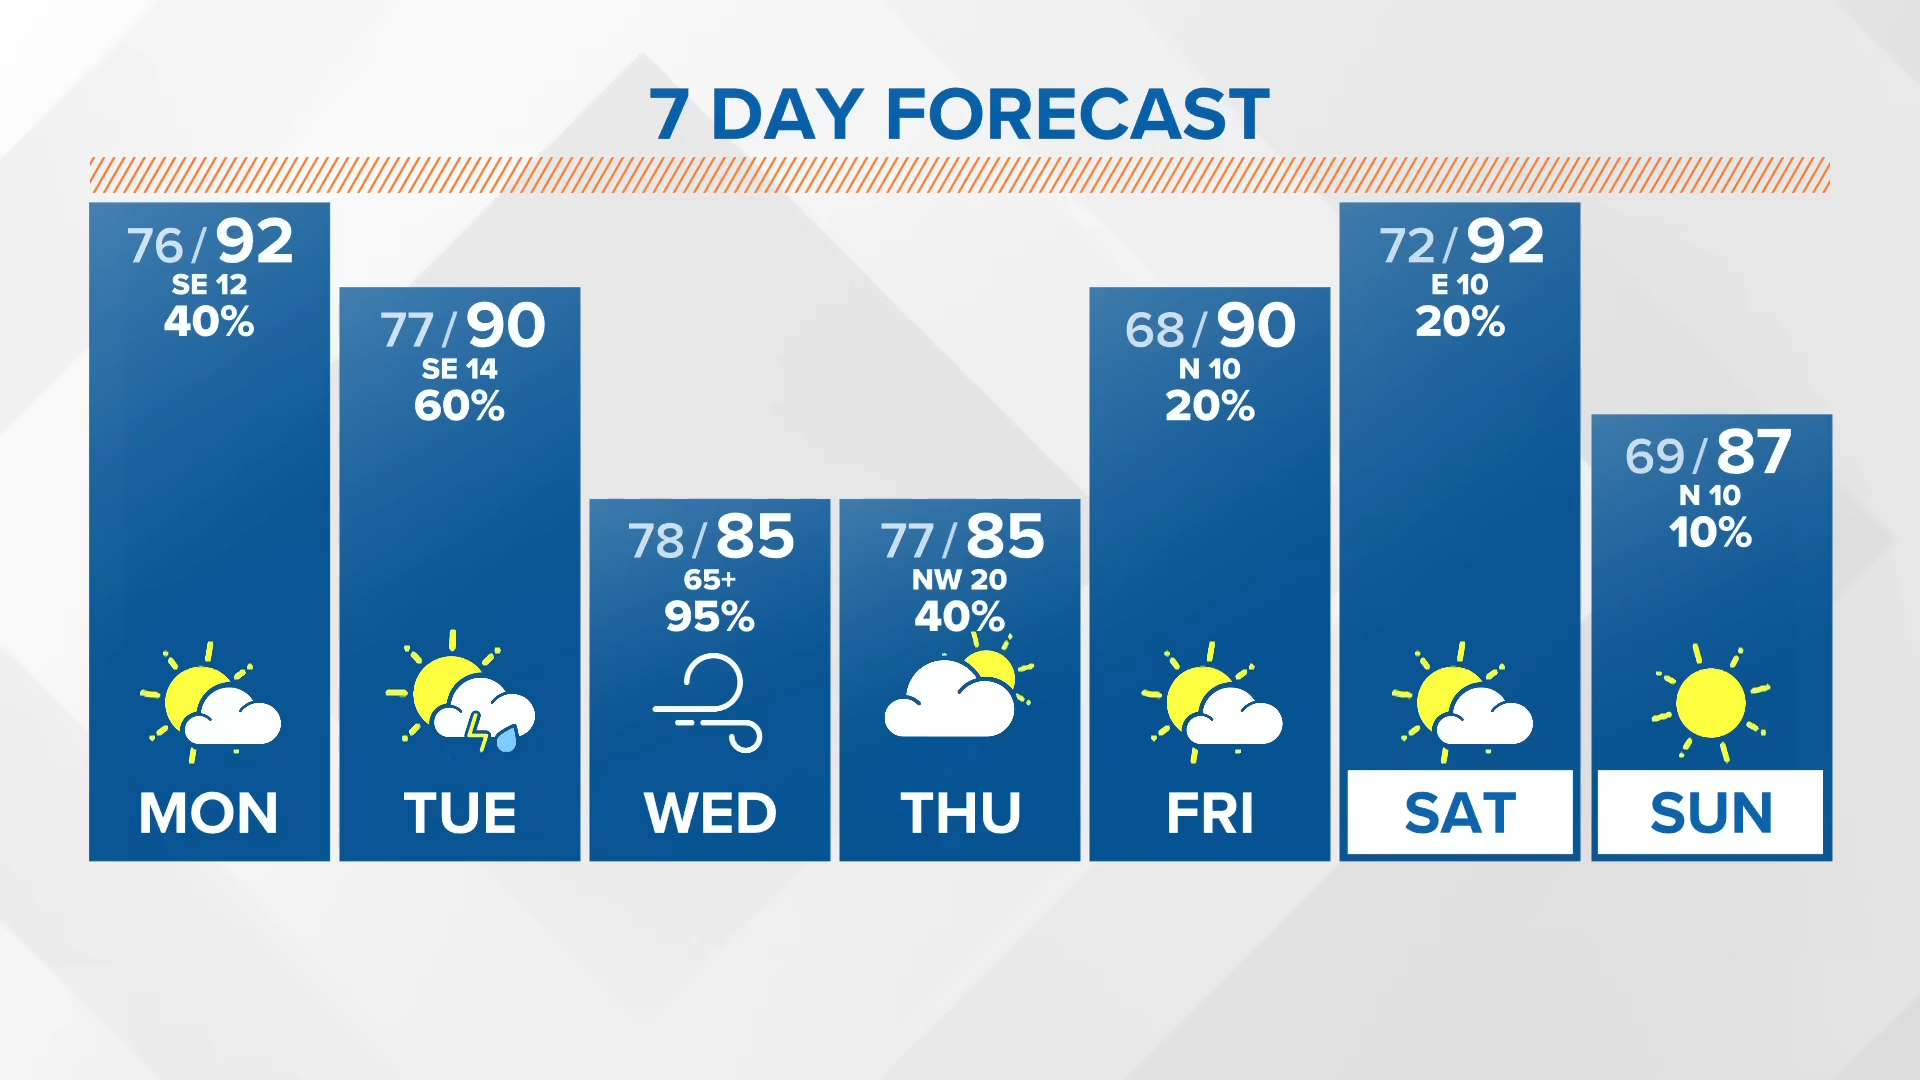 7 DAY FORECAST
76/92
SE 12
40%
MON
77/90
SE 14
60%
TUE
78/85
65+
95%
WED
77/85
NW 20
40%
THU
68/90
N 10
20%
FRI
72/92
E 10
20%
SAT
69/87
N 10
10%
SUN